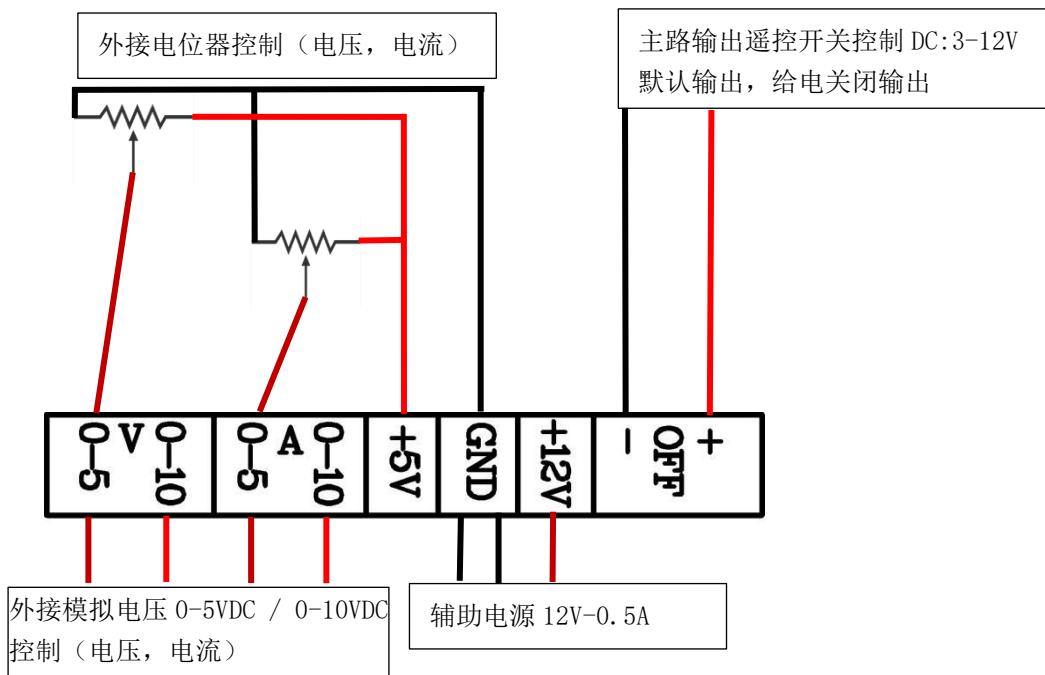 外接电位器控制（电压，电流）
主路输出遥控开关控制 DC:3-12V
默认输出，给电关闭输出
0-5 V 0-10
0-5 A 0-10
+5V
GND
+12V
- OFF +
外接模拟电压 0-5VDC / 0-10VDC
控制（电压，电流）
辅助电源 12V-0.5A